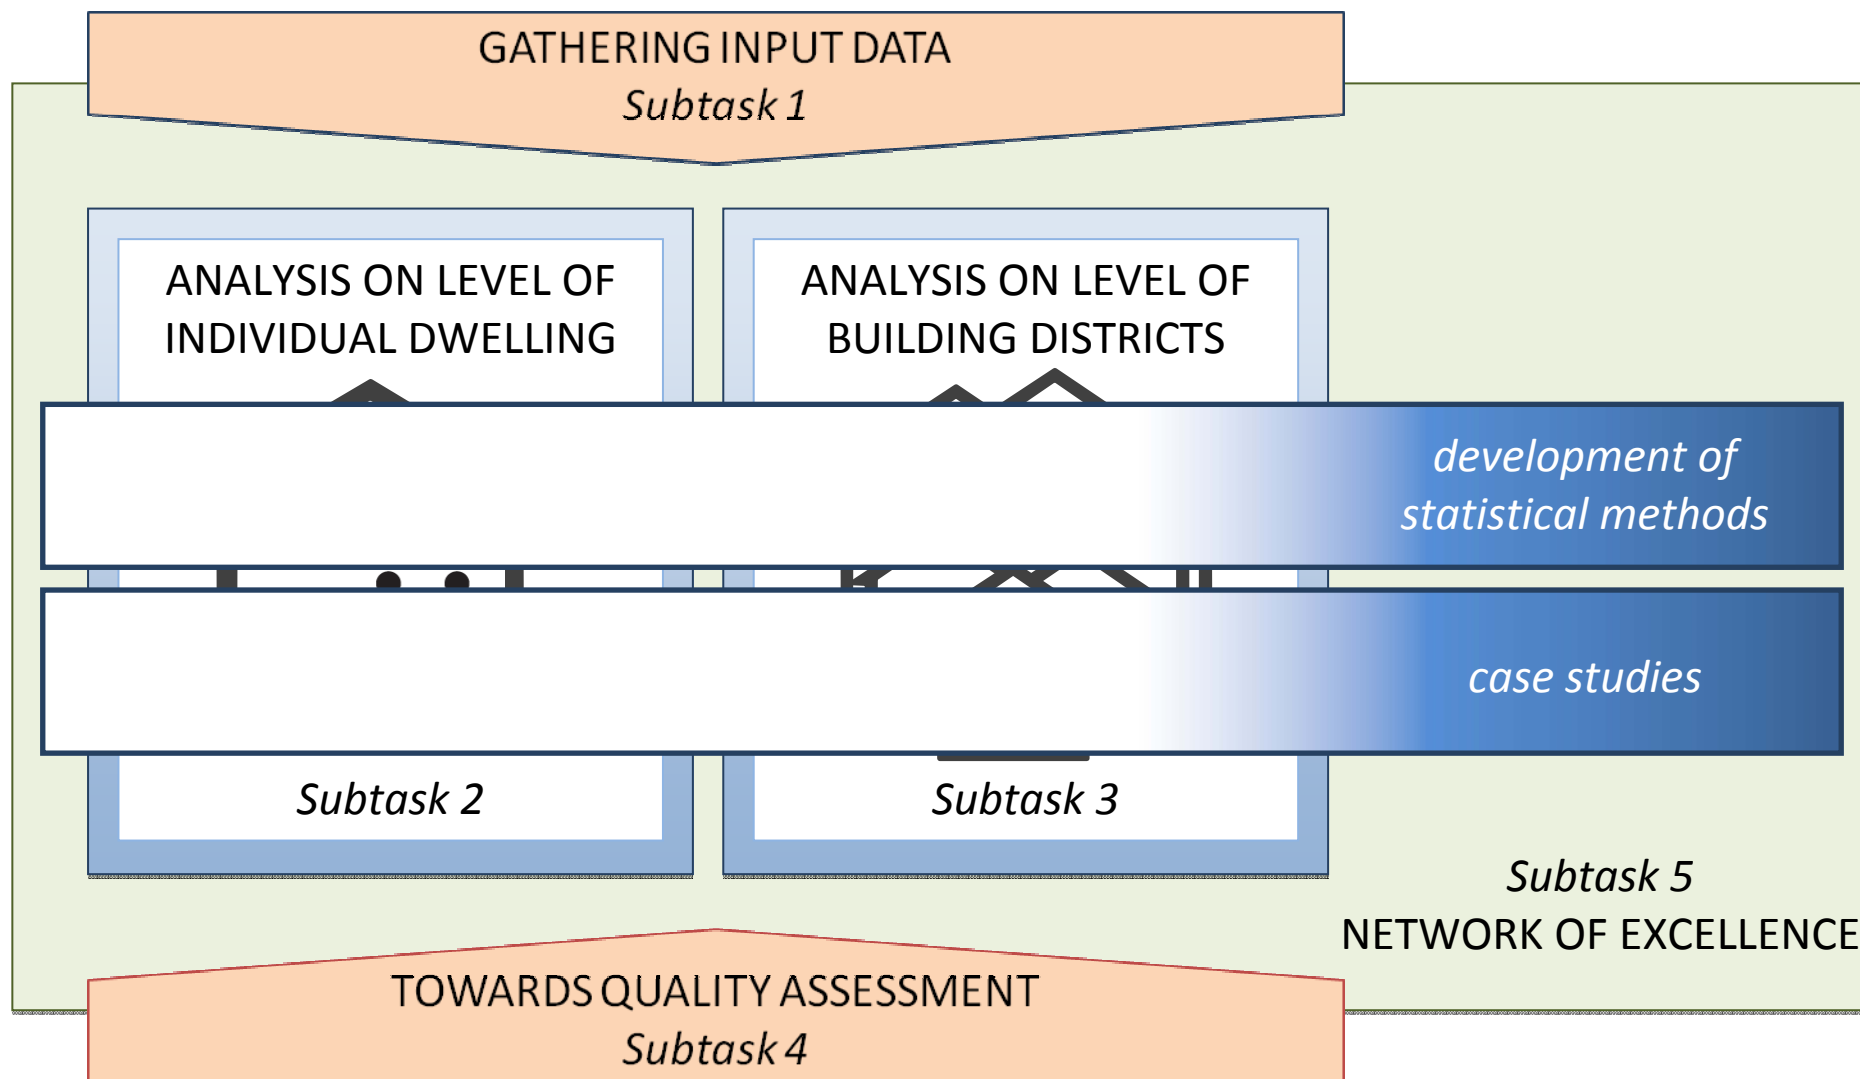 GATHERING INPUT DATA
Subtask 1
ANALYSIS ON LEVEL OF
INDIVIDUAL DWELLING
ANALYSIS ON LEVEL OF
BUILDING DISTRICTS
development of
statistical methods
case studies
Subtask 2
Subtask 3
Subtask 5
NETWORK OF EXCELLENCE
TOWARDS QUALITY ASSESSMENT
Subtask 4